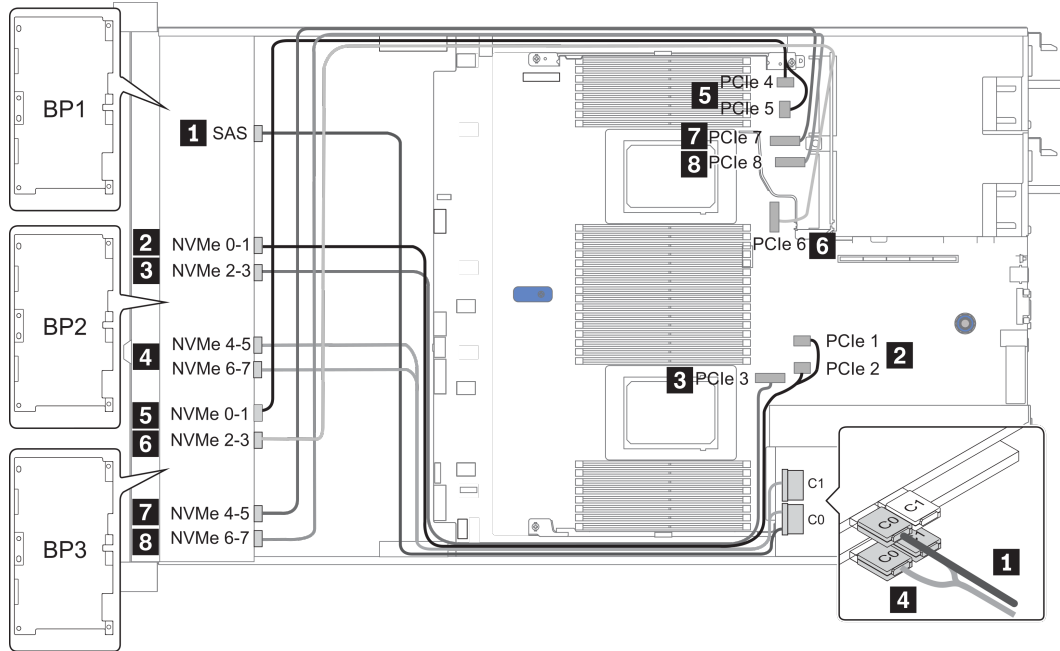 BP1
1 SAS
2 NVMe 0-1
3 NVMe 2-3
BP2
4 NVMe 4-5
NVMe 6-7
5 NVMe 0-1
6 NVMe 2-3
BP3
7 NVMe 4-5
8 NVMe 6-7
PCIe 4
5
PCIe 5
7 PCIe 7
8 PCIe 8
PCIe 6 6
PCIe 1
2
PCIe 2
3 PCIe 3
C1
C0
C1
C0
C0
1
4